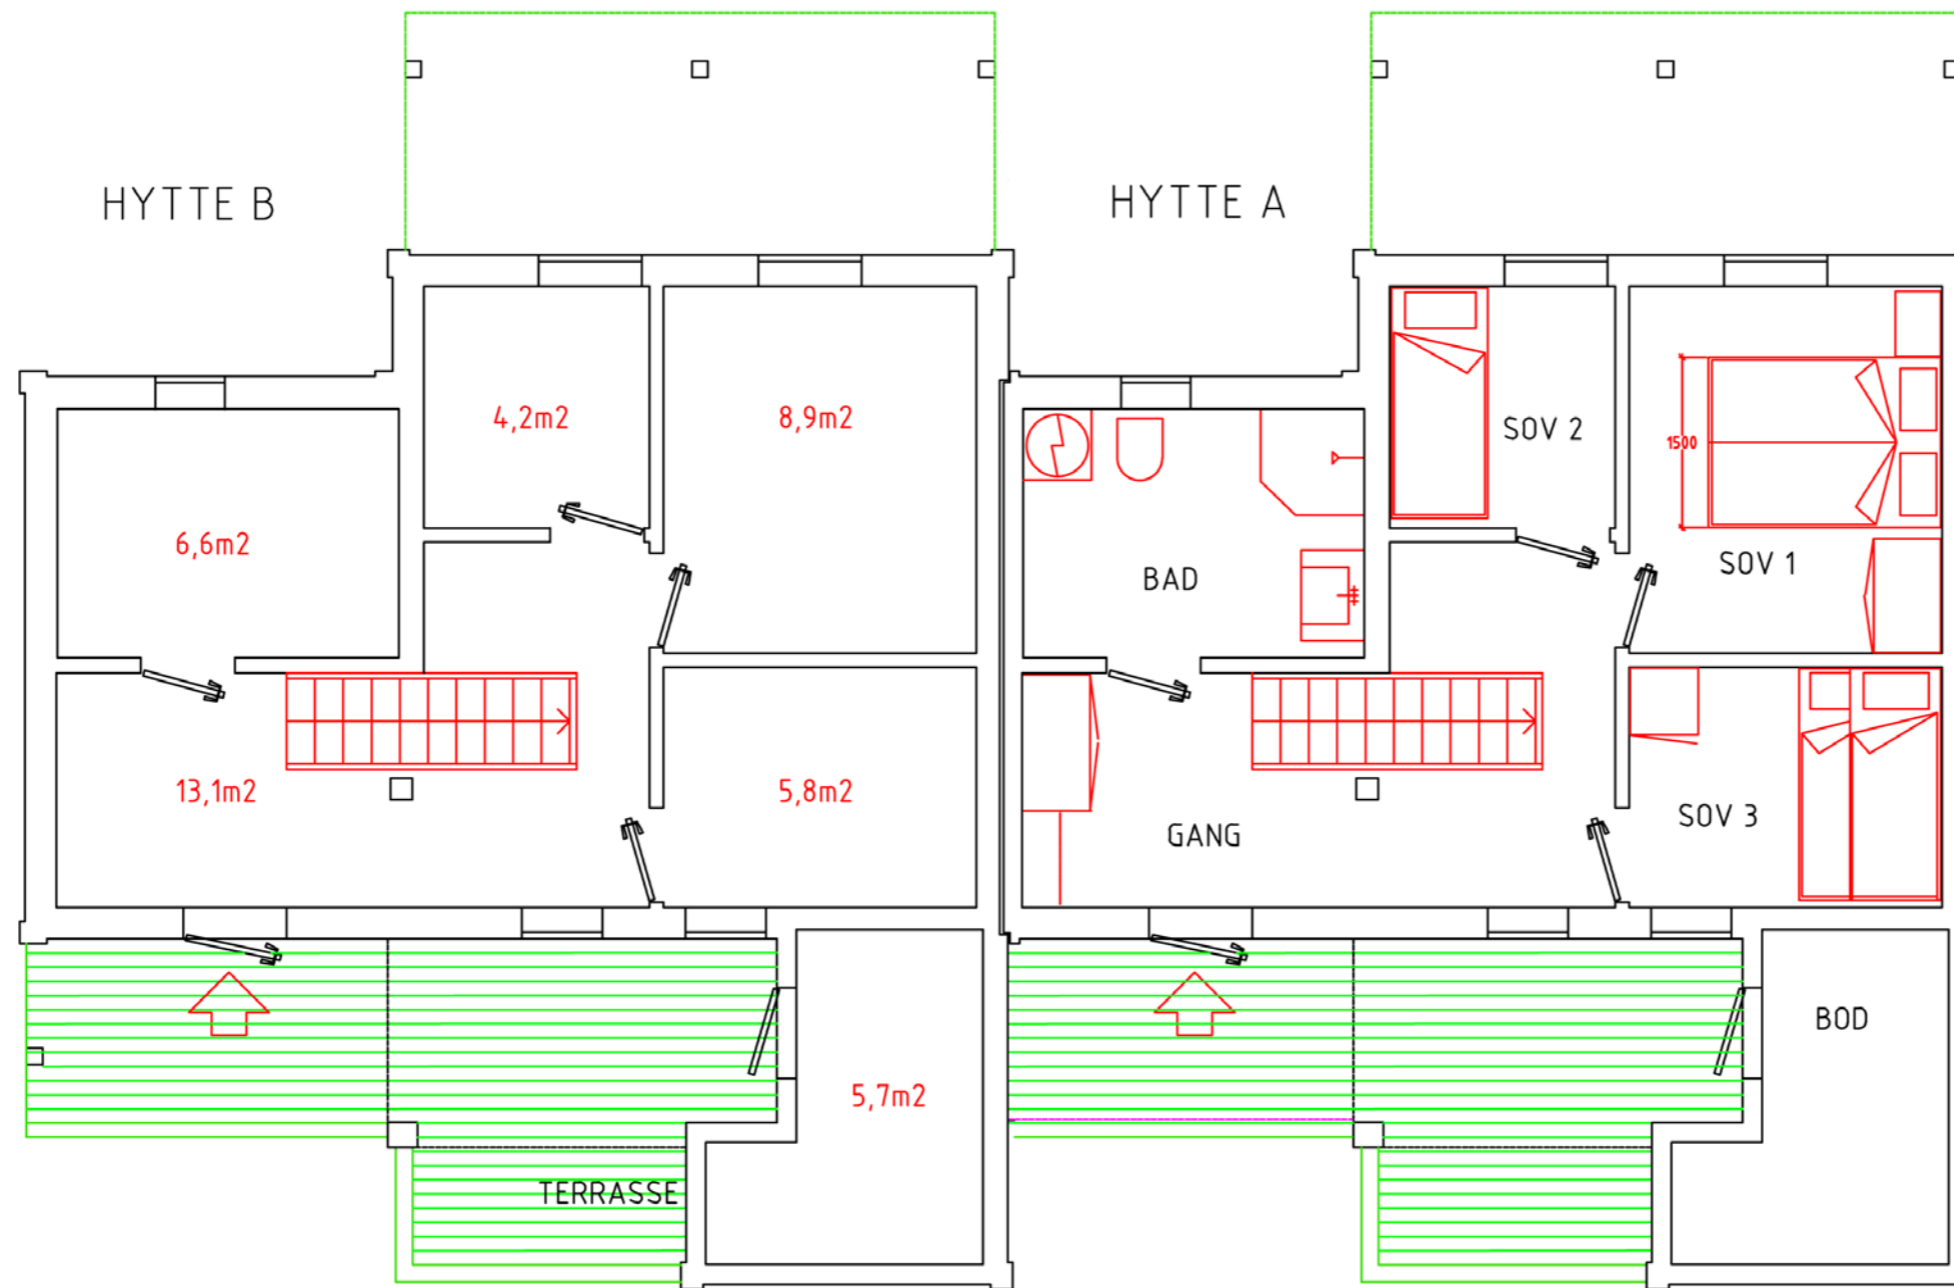 HYTTE B
HYTTE A
4,2m2
8,9m2
6,6m2
13,1m2
5,8m2
5,7m2
TERRASSE
SOV 2
1500
SOV 1
BAD
SOV 3
GANG
BOD